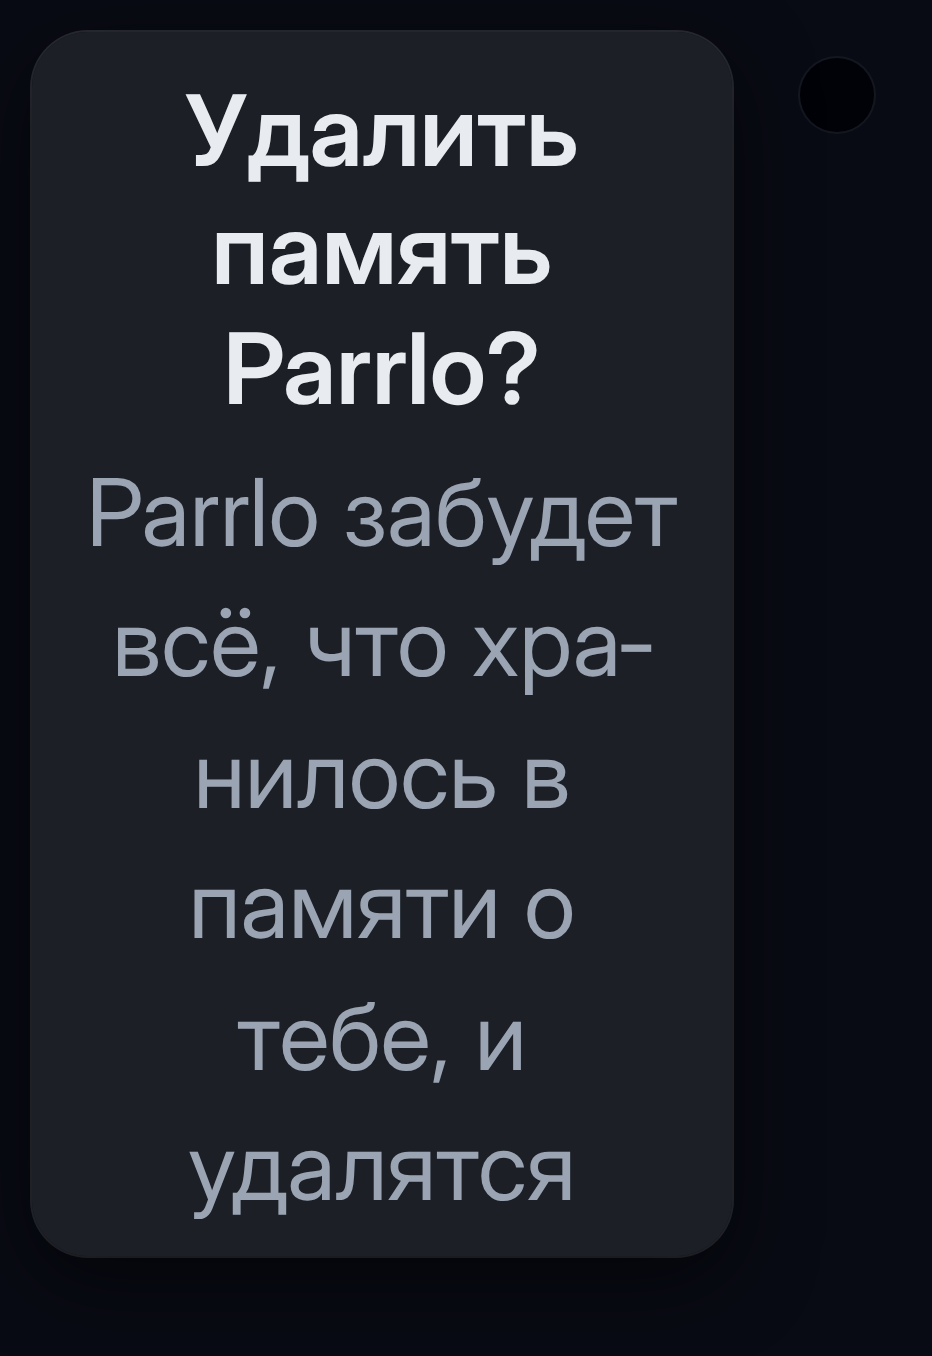 Удалить
память
Parrlo?
Parrlo забудет
всё, что хра-
нилось в
памяти о
тебе, и
удалятся